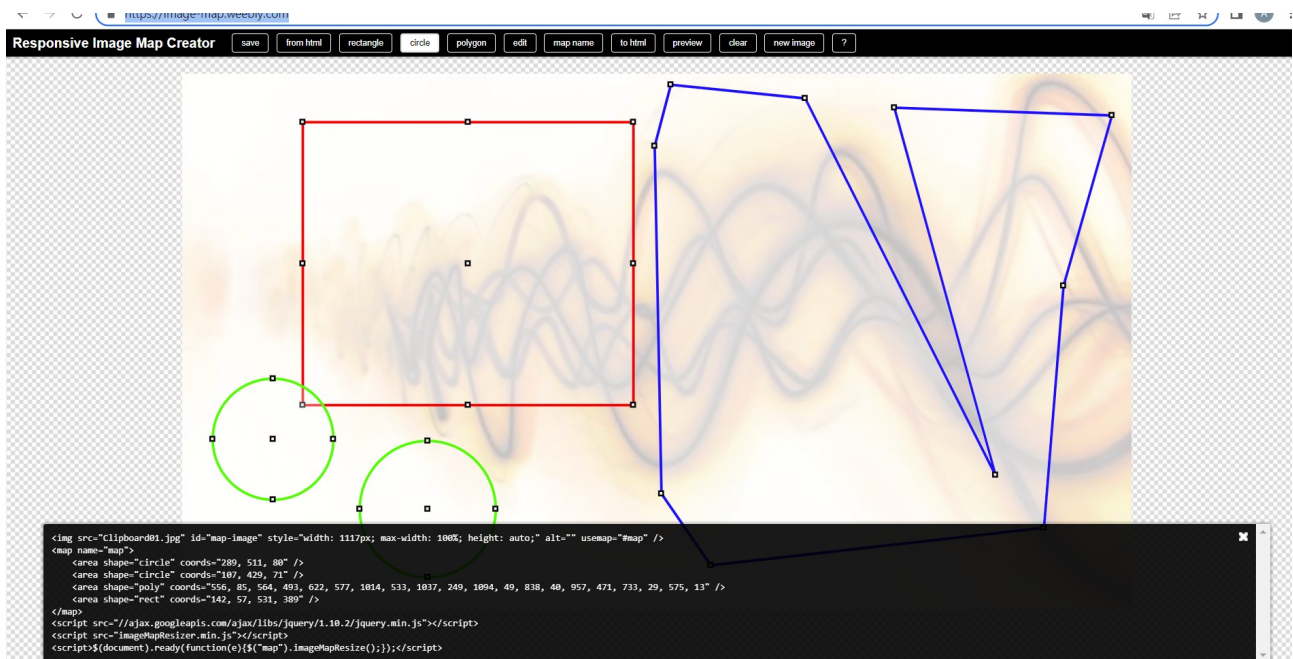 https://image-map.weebly.com
A
Responsive Image Map Creator save from html rectangle circle polygon edit map name to html preview clear new image ?
<img src="Clipboard01.jpg" id="map-image" style="width: 1117px; max-width: 100%; height: auto;" alt="" usemap="#map" />
<map name="map">
<area shape="circle" coords="289, 511, 80" />
<area shape="circle" coords="107, 429, 71" />
<area shape="poly" coords="556, 85, 564, 493, 622, 577, 1014, 533, 1037, 249, 1094, 49, 838, 40, 957, 471, 733, 29, 575, 13" />
<area shape="rect" coords="142, 57, 531, 389" />
</map>
<script src="//ajax.googleapis.com/ajax/libs/jquery/1.10.2/jquery.min.js"></script>
<script src="imageMapResizer.min.js"></script>
<script>$(document).ready(function(e){$("map").imageMapResize();});</script>